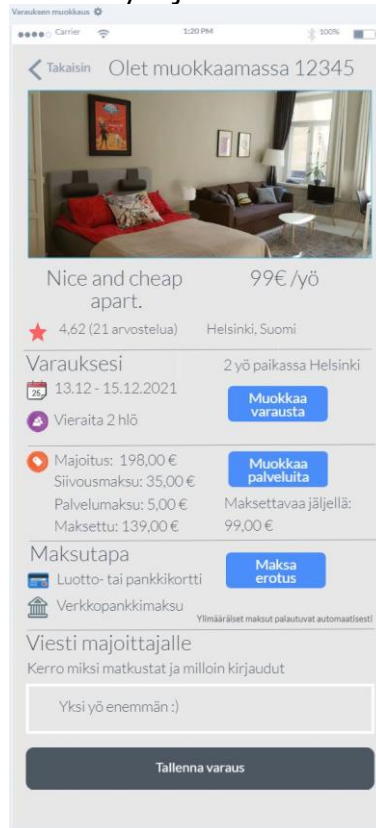 Varauksen muokkaus
Carrier 1:20 PM 100%
Takaisin Olet muokkaamassa 12345
Nice and cheap apart.
99€/yö
4,62 (21 arvostelua) Helsinki, Suomi
Varauksesi 2 yö paikassa Helsinki
13.12 - 15.12.2021
Muokkaa varausta
Vieraita 2 hlö
Majoitus: 198,00 €
Siivousmaksu: 35,00 €
Palvelumaksu: 5,00 €
Maksettu: 139,00 €
Muokkaa palveluita
Maksettavaa jäljellä:
99,00 €
Maksutapa
Luotto- tai pankkikortti
Verkkopankkimaksu
Maksa erotus
Ylimääräiset maksut palautuvat automaatisesti
Viesti majoittajalle
Kerro miksi matkustat ja milloin kirjaudut
Yksi yö enemmän :)
Tallenna varaus